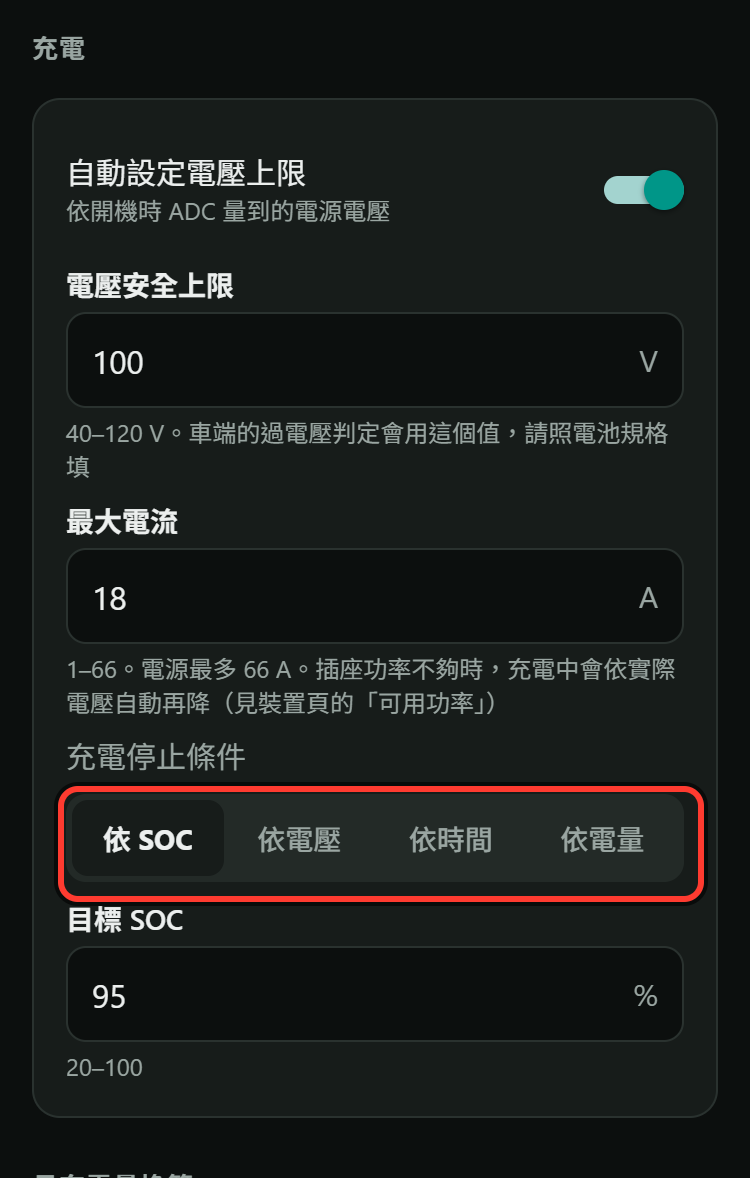 充電
自動設定電壓上限
依開機時 ADC 量到的電源電壓
電壓安全上限
100 V
40–120 V。車端的過電壓判定會用這個值，請照電池規格
填
最大電流
18 A
1–66。電源最多 66 A。插座功率不夠時，充電中會依實際
電壓自動再降（見裝置頁的「可用功率」）
充電停止條件
依 SOC 依電壓 依時間 依電量
目標 SOC
95 %
20–100